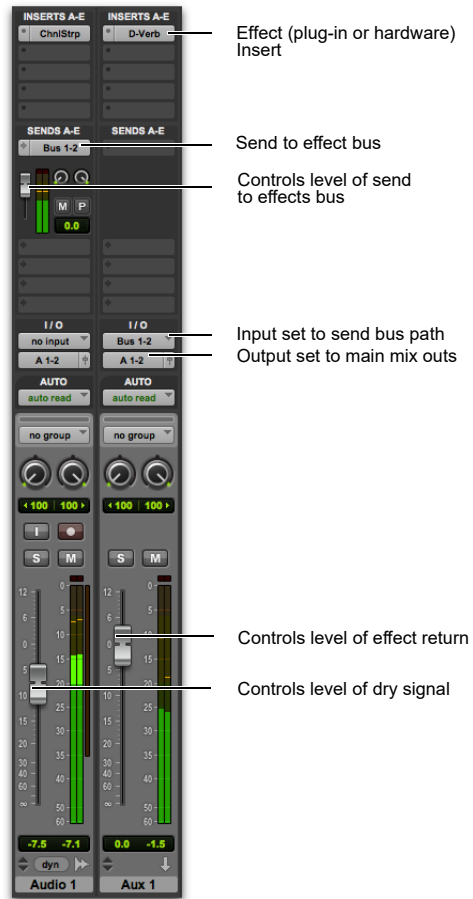 INSERTS A-E
ChnlStrp
INSERTS A-E
D-Verb
Effect (plug-in or hardware)
Insert
SENDS A-E
Bus 1-2
SENDS A-E
Send to effect bus
Controls level of send
to effects bus
M P
0.0
I / O
no input
A 1-2
I / O
Bus 1-2
A 1-2
Input set to send bus path
Output set to main mix outs
AUTO
auto read
AUTO
auto read
no group
no group
100 100
100 100
I
S M
S M
12
6
0
5
10
15
20
30
40
60
∞
0
5
10
15
20
25
30
35
40
50
60
12
6
0
5
10
15
20
30
40
60
∞
0
5
10
15
20
25
30
35
40
50
60
Controls level of effect return
Controls level of dry signal
-7.5 -7.1
0.0 -1.5
dyn
Audio 1
Aux 1